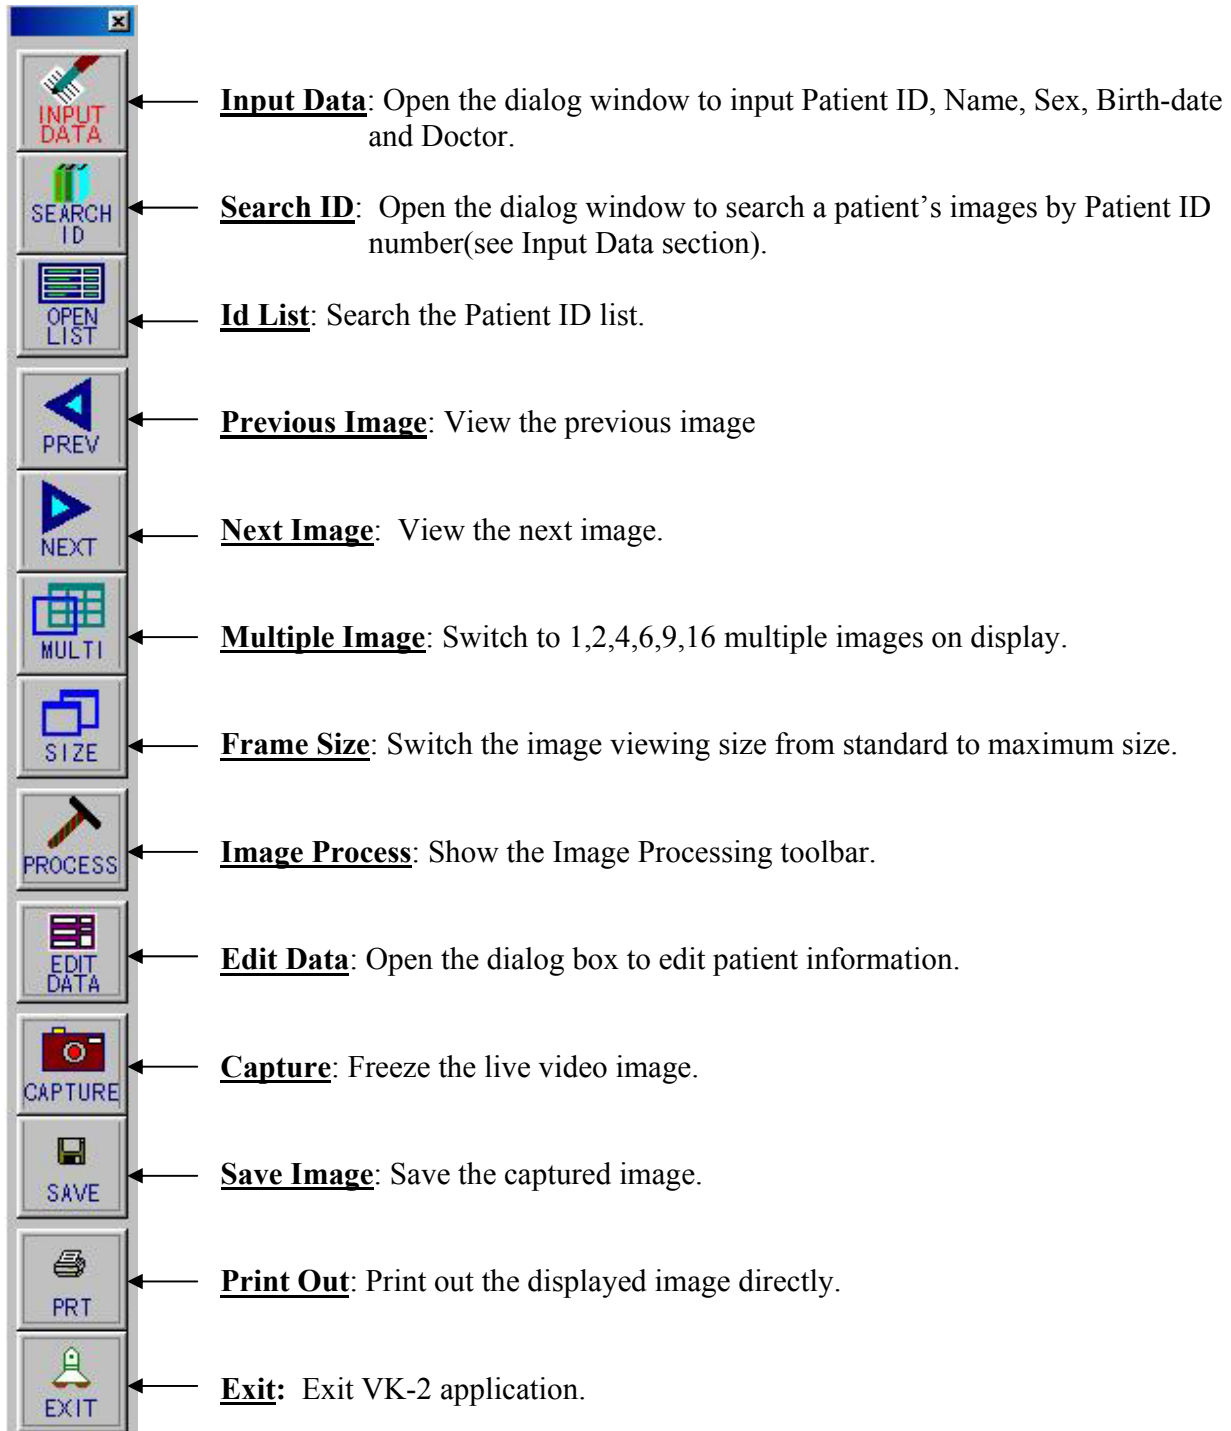 INPUT
DATA
Input Data: Open the dialog window to input Patient ID, Name, Sex, Birth-date
and Doctor.
SEARCH
ID
Search ID:  Open the dialog window to search a patient’s images by Patient ID
number(see Input Data section).
OPEN
LIST
Id List: Search the Patient ID list.
PREV
Previous Image: View the previous image
NEXT
Next Image:  View the next image.
MULTI
Multiple Image: Switch to 1,2,4,6,9,16 multiple images on display.
SIZE
Frame Size: Switch the image viewing size from standard to maximum size.
PROCESS
Image Process: Show the Image Processing toolbar.
EDIT
DATA
Edit Data: Open the dialog box to edit patient information.
CAPTURE
Capture: Freeze the live video image.
SAVE
Save Image: Save the captured image.
PRT
Print Out: Print out the displayed image directly.
EXIT
Exit:  Exit VK-2 application.